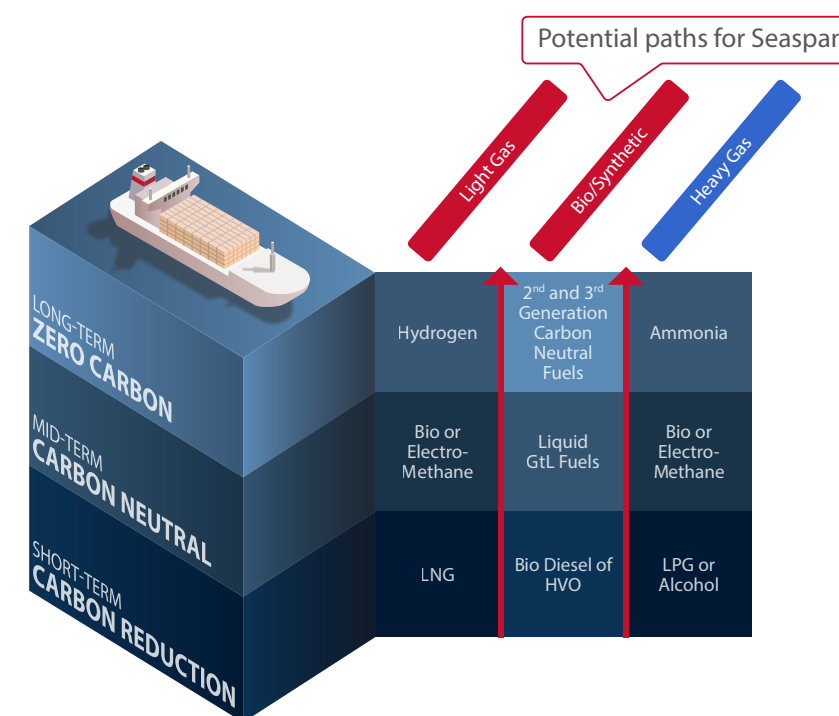 Potential paths for Seaspan
Light Gas
Bio/Synthetic
Heavy Gas
LONG-TERM
ZERO CARBON
Hydrogen
2nd and 3rd
Generation
Carbon
Neutral
Fuels
Ammonia
MID-TERM
CARBON NEUTRAL
Bio or
Electro-
Methane
Liquid
GtL Fuels
Bio or
Electro-
Methane
SHORT-TERM
CARBON REDUCTION
LNG
Bio Diesel of
HVO
LPG or
Alcohol